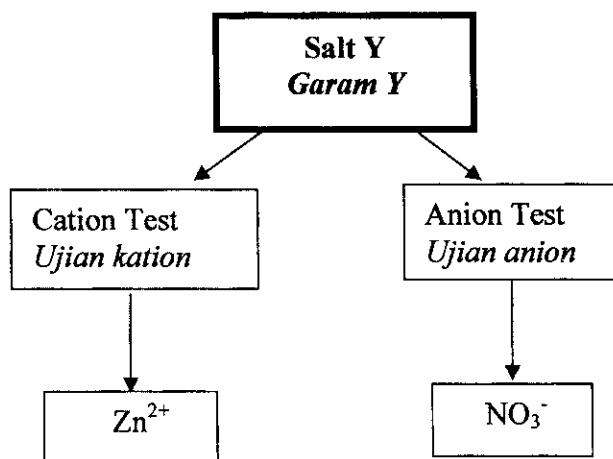 Salt Y
Garam Y
Cation Test
Ujian kation
Anion Test
Ujian anion
Zn²⁺
NO₃⁻